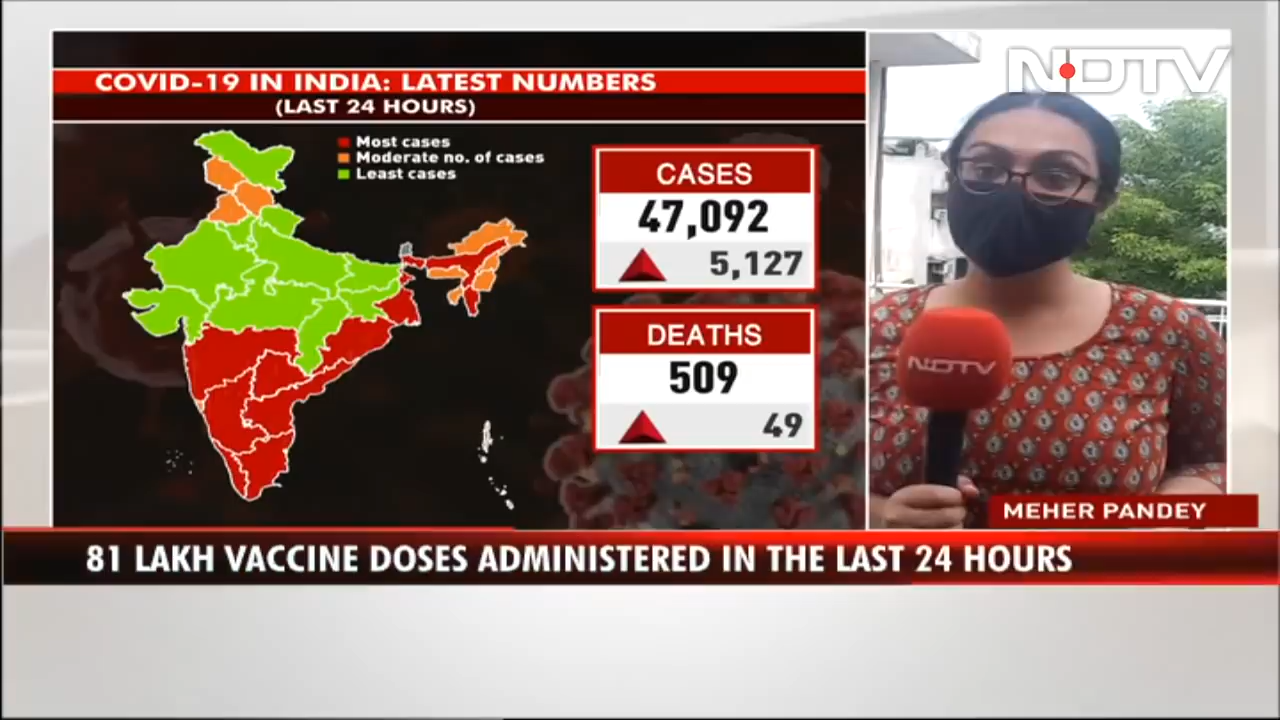 COVID-19 IN INDIA: LATEST NUMBERS
(LAST 24 HOURS)
Most cases
Moderate no. of cases
Least cases
CASES
47,092
5,127
DEATHS
509
49
NDTV
NDTV
MEHER PANDEY
81 LAKH VACCINE DOSES ADMINISTERED IN THE LAST 24 HOURS